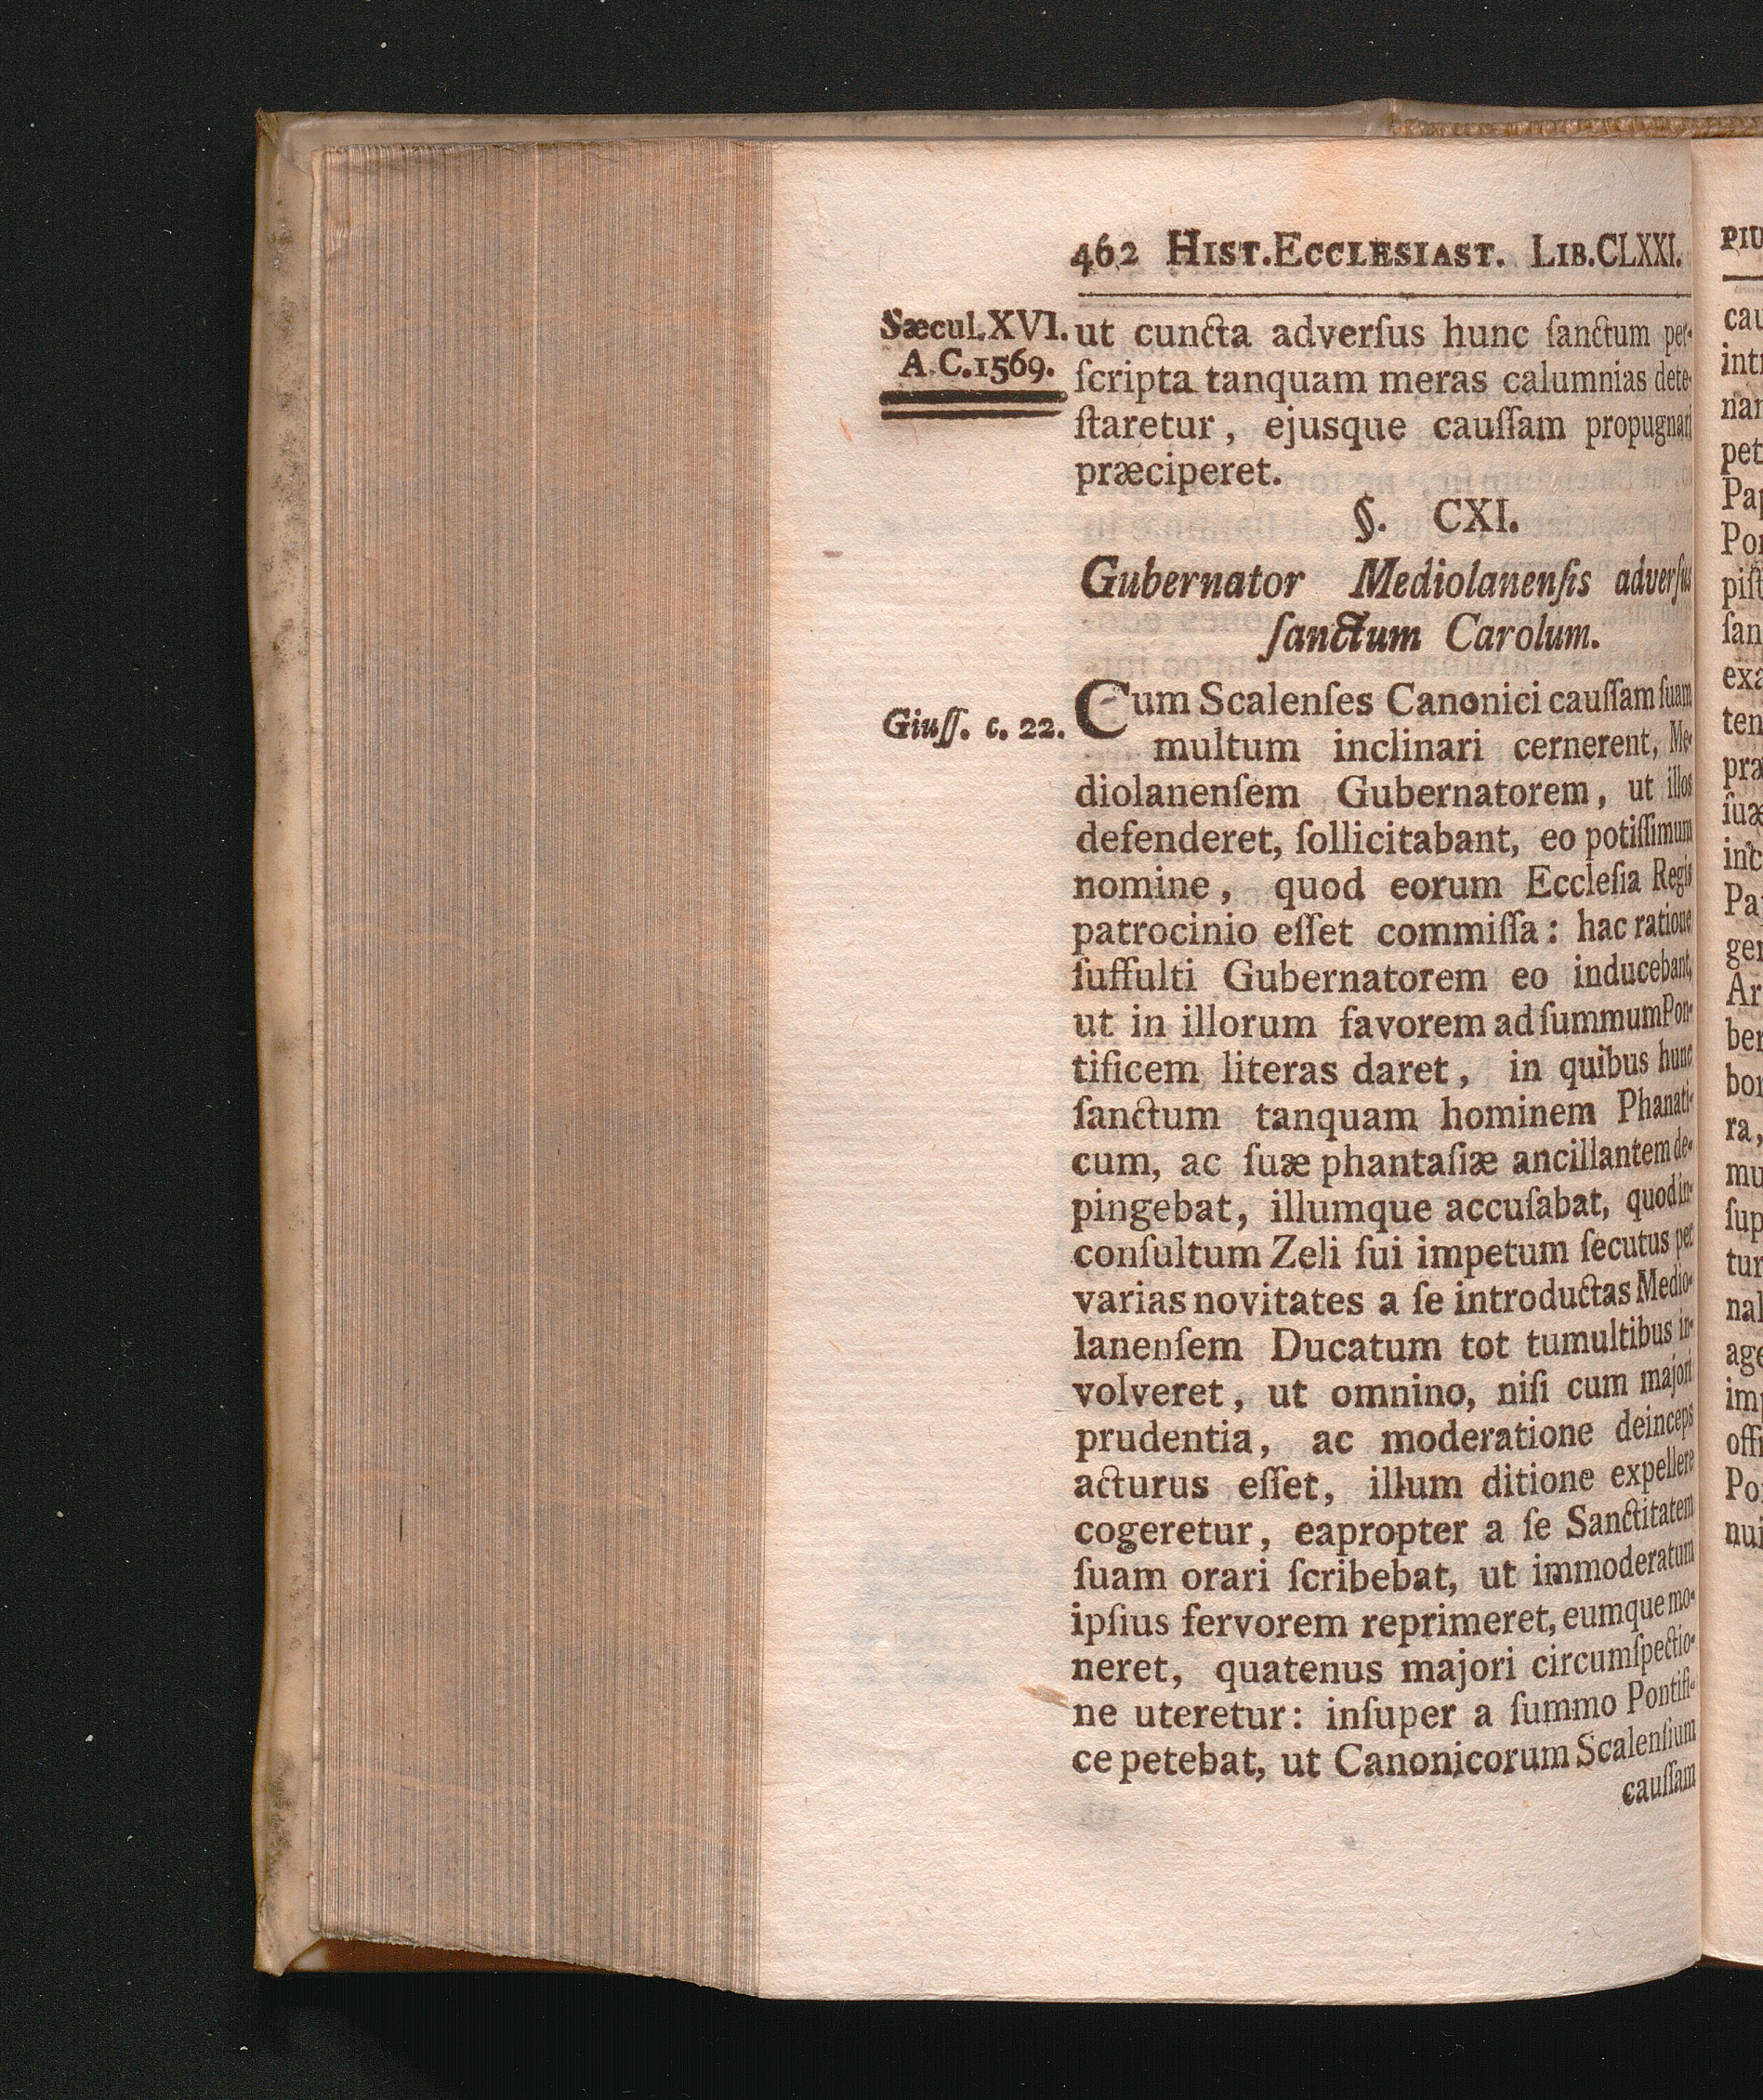 462 HIST.ECCLESIAST. LIB.CLXXI.
Sæcul.XVI.
A.C.1569.
ut cuncta adverſus hunc ſanctum per-
ſcripta tanquam meras calumnias dete-
ſtaretur, ejusque cauſſam propugnari
præciperet.
§. CXI.
Gubernator Mediolanenſis adverſus
ſanctum Carolum.
Giuſſ. c. 22.
Cum Scalenſes Canonici cauſſam ſuam
multum inclinari cernerent, Me-
diolanenſem Gubernatorem, ut illos
defenderet, ſollicitabant, eo potiſſimum
nomine, quod eorum Eccleſia Regis
patrocinio eſſet commiſſa: hac ratione
ſuffulti Gubernatorem eo inducebant,
ut in illorum favorem ad ſummum Pon-
tificem literas daret, in quibus hunc
ſanctum tanquam hominem Phanati-
cum, ac ſuæ phantaſiæ ancillantem de-
pingebat, illumque accuſabat, quod in-
conſultum Zeli ſui impetum ſecutus per
varias novitates a ſe introductas Medio-
lanenſem Ducatum tot tumultibus in-
volveret, ut omnino, niſi cum majori
prudentia, ac moderatione deinceps
acturus eſſet, illum ditione expellere
cogeretur, eapropter a ſe Sanctitatem
ſuam orari ſcribebat, ut immoderatum
ipſius fervorem reprimeret, eumque mo-
neret, quatenus majori circumſpectio-
ne uteretur: inſuper a ſummo Pontifi-
ce petebat, ut Canonicorum Scalenſium
cauſſam